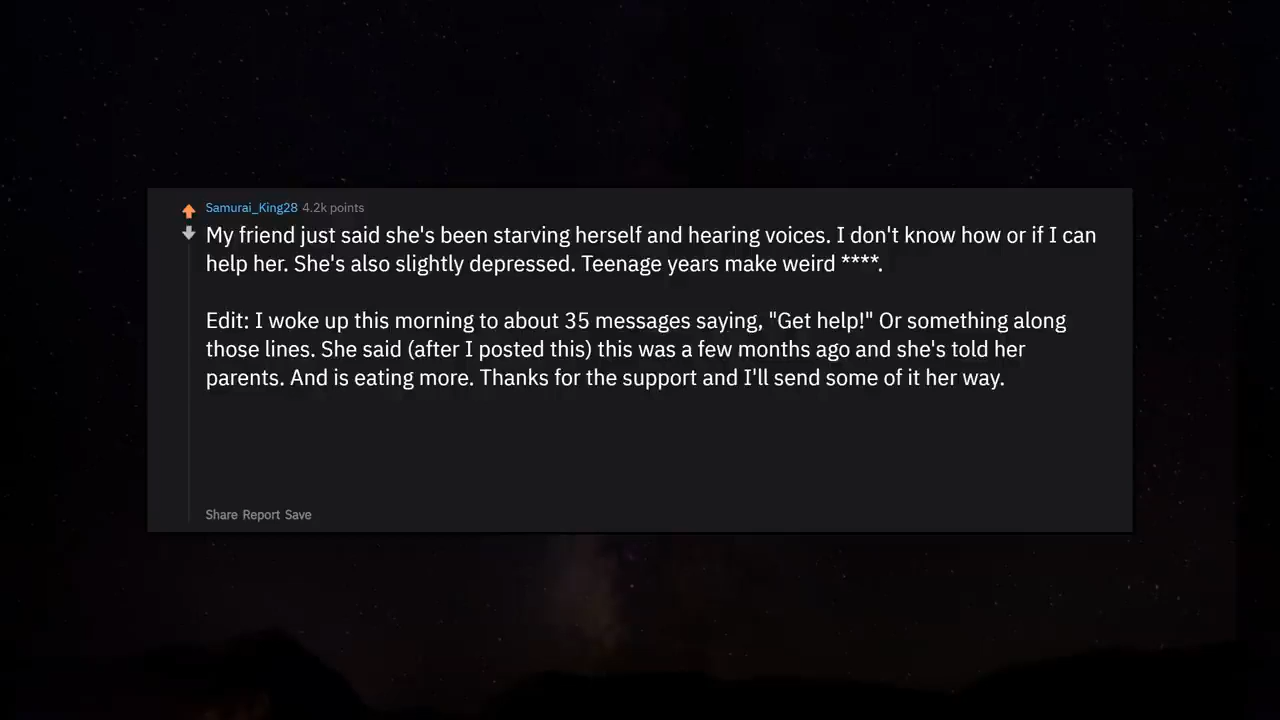 Samurai_King28 4.2k points
My friend just said she's been starving herself and hearing voices. I don't know how or if I can
help her. She's also slightly depressed. Teenage years make weird ****.
Edit: I woke up this morning to about 35 messages saying, "Get help!" Or something along
those lines. She said (after I posted this) this was a few months ago and she's told her
parents. And is eating more. Thanks for the support and I'll send some of it her way.
Share Report Save